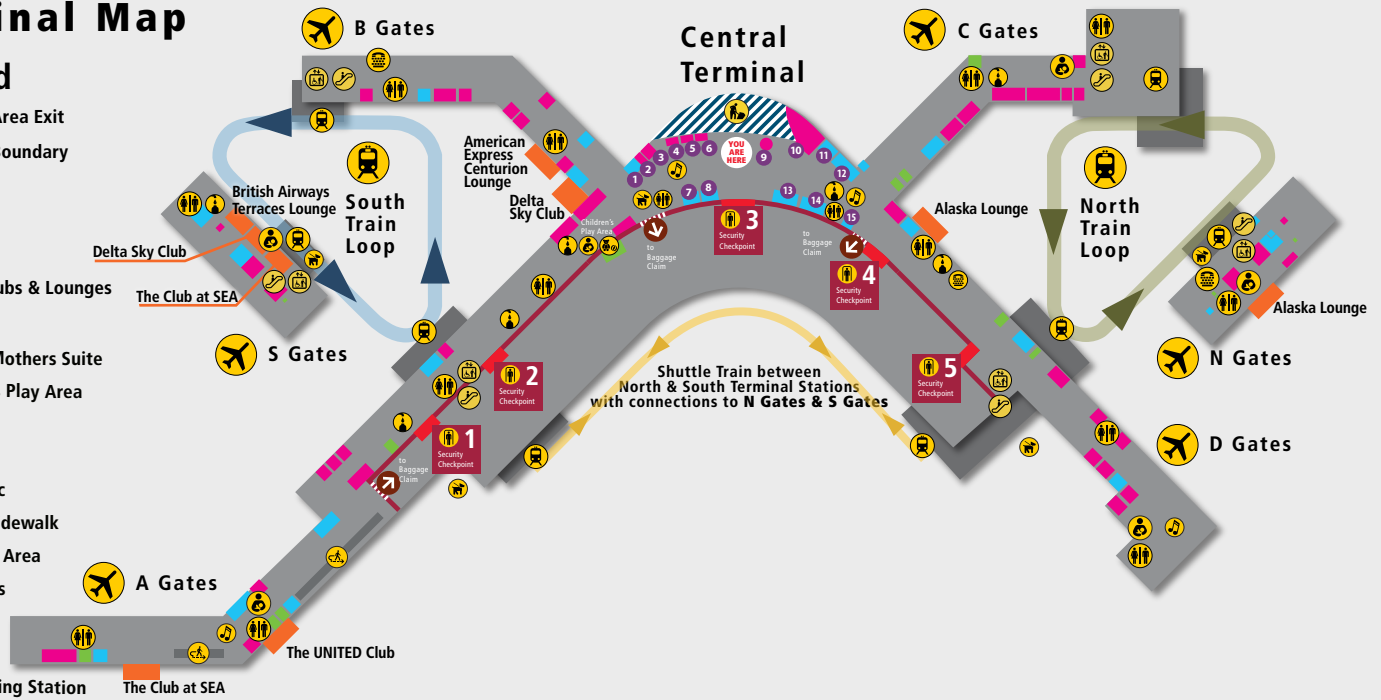 inal Map
d
Area Exit
Boundary
ubs & Lounges
Mothers Suite
Play Area
c
dewalk
Area
s
ing Station
B Gates
Central
Terminal
C Gates
American
Express
Centurion
Lounge
Delta
Sky Club
Children's
Play Area
YOU
ARE
HERE
1
2
3
4
5
6
7
8
9
10
11
12
13
14
15
British Airways
Terraces Lounge
Delta Sky Club
The Club at SEA
South
Train
Loop
S Gates
to
Baggage
Claim
3
Security
Checkpoint
to
Baggage
Claim
4
Security
Checkpoint
Alaska Lounge
North
Train
Loop
Alaska Lounge
N Gates
2
Security
Checkpoint
Shuttle Train between
North & South Terminal Stations
with connections to N Gates & S Gates
5
Security
Checkpoint
1
Security
Checkpoint
to
Baggage
Claim
D Gates
A Gates
The UNITED Club
The Club at SEA